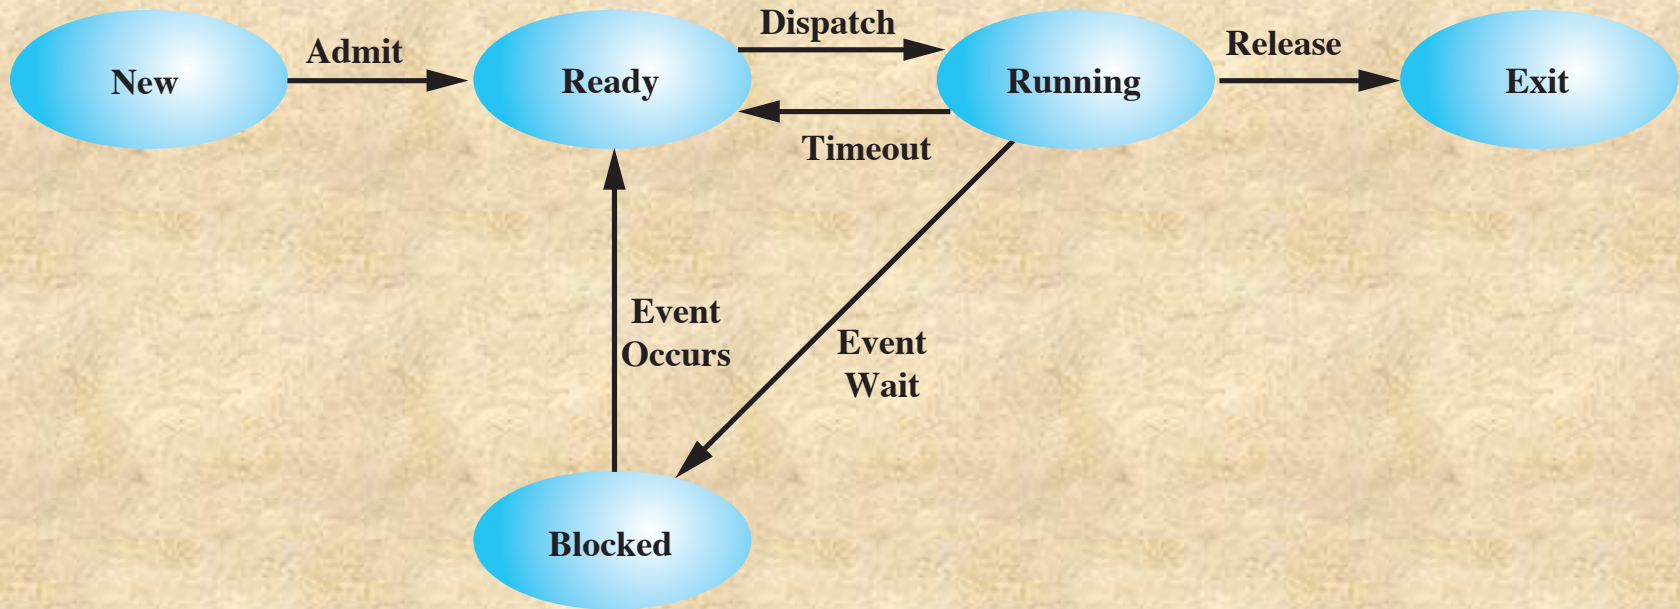 New
Admit
Ready
Dispatch
Timeout
Running
Release
Exit
Event
Occurs
Event
Wait
Blocked